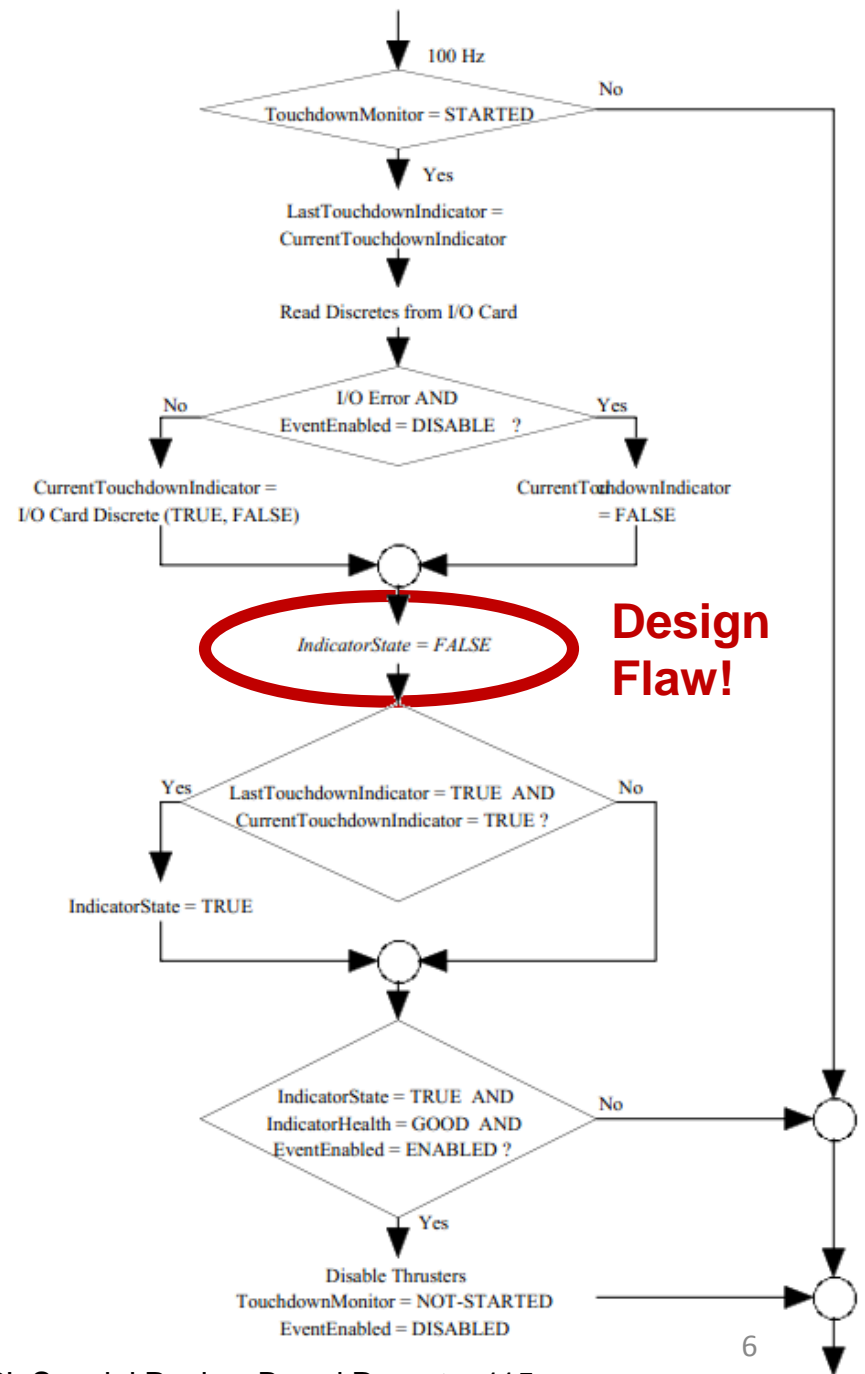 100 Hz
No
TouchdownMonitor = STARTED
Yes
LastTouchdownIndicator =
CurrentTouchdownIndicator
Read Discretes from I/O Card
I/O Error AND
EventEnabled = DISABLE ?
No
Yes
CurrentTouchdownIndicator =
I/O Card Discrete (TRUE, FALSE)
CurrentTouchdownIndicator
= FALSE
IndicatorState = FALSE
Design
Flaw!
Yes
LastTouchdownIndicator = TRUE AND
CurrentTouchdownIndicator = TRUE ?
No
IndicatorState = TRUE
IndicatorState = TRUE AND
IndicatorHealth = GOOD AND
EventEnabled = ENABLED ?
No
Yes
Disable Thrusters
TouchdownMonitor = NOT-STARTED
EventEnabled = DISABLED
6